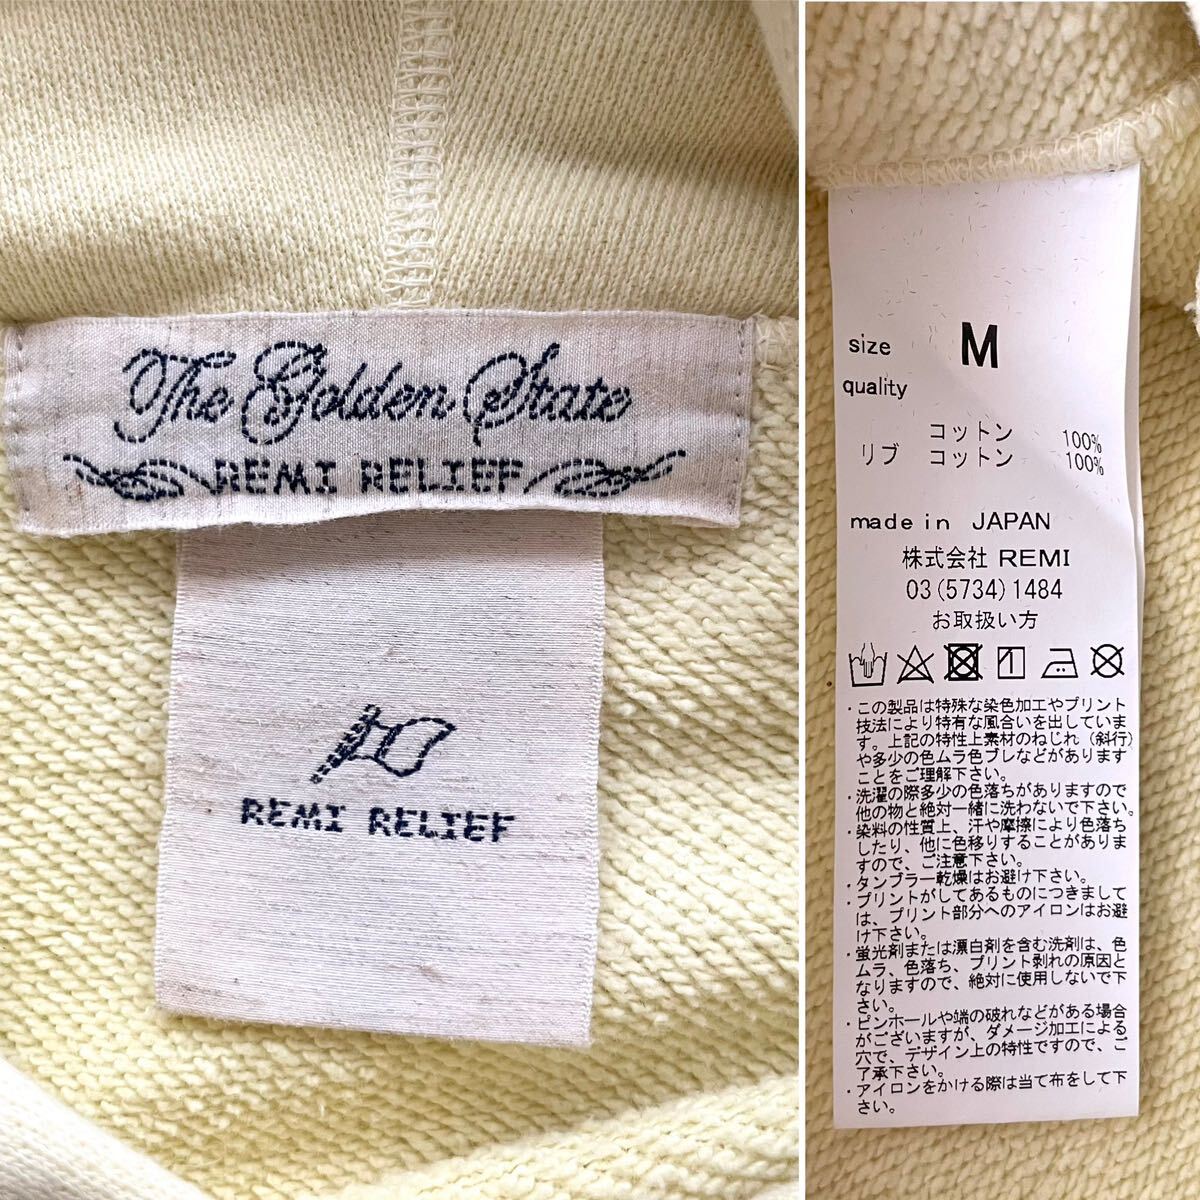 The Golden State
REMI RELIEF
REMI RELIEF
size M
quality
コットン 100%
リブ コットン 100%
made in JAPAN
株式会社 REMI
03(5734)1484
お取扱い方
・この製品は特殊な染色加工やプリント
技法により特有な風合いを出していま
す。上記の特性上素材のねじれ(斜行)
や多少の色ムラ色ブレなどがあります
ことをご理解下さい。
・洗濯の際多少の色落ちがありますので
他の物と絶対一緒に洗わないで下さい。
・染料の性質上、汗や摩擦により色落ち
したり、他に色移りすることがありま
すので、ご注意下さい。
・タンブラー乾燥はお避け下さい。
・プリントがしてあるものにつきまして
は、プリント部分へのアイロンはお避
け下さい。
・蛍光剤または漂白剤を含む洗剤は、色
ムラ、色落ち、プリント剥れの原因と
なりますので、絶対に使用しないで下
さい。
・ピンホールや端の破れなどがある場合
がございますが、ダメージ加工による
穴で、デザイン上の特性ですので、ご
了承下さい。
・アイロンをかける際は当て布をして下
さい。